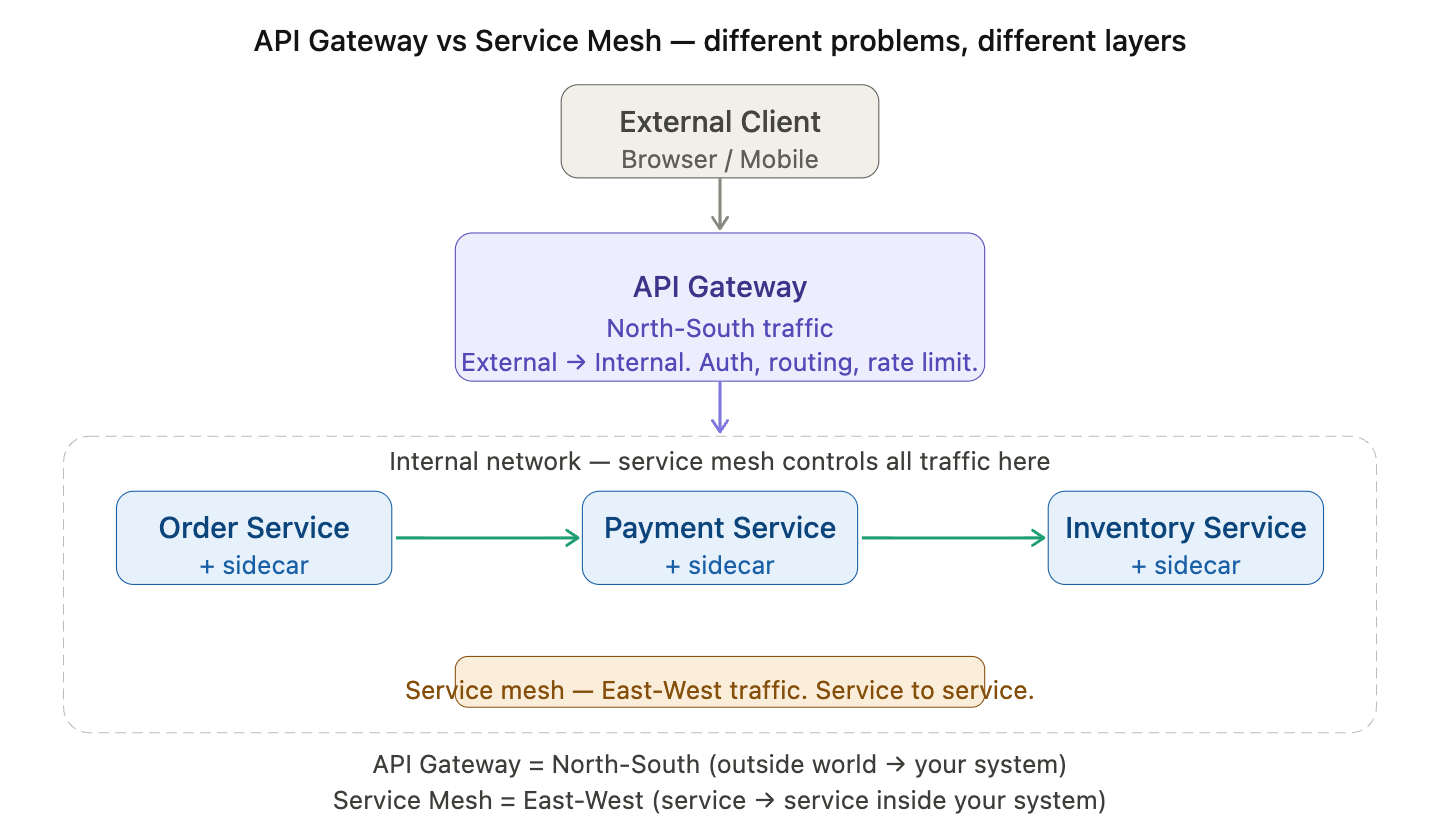 API Gateway vs Service Mesh — different problems, different layers
External Client
Browser / Mobile
API Gateway
North-South traffic
External → Internal. Auth, routing, rate limit.
Internal network — service mesh controls all traffic here
Order Service
+ sidecar
Payment Service
+ sidecar
Inventory Service
+ sidecar
Service mesh — East-West traffic. Service to service.
API Gateway = North-South (outside world → your system)
Service Mesh = East-West (service → service inside your system)